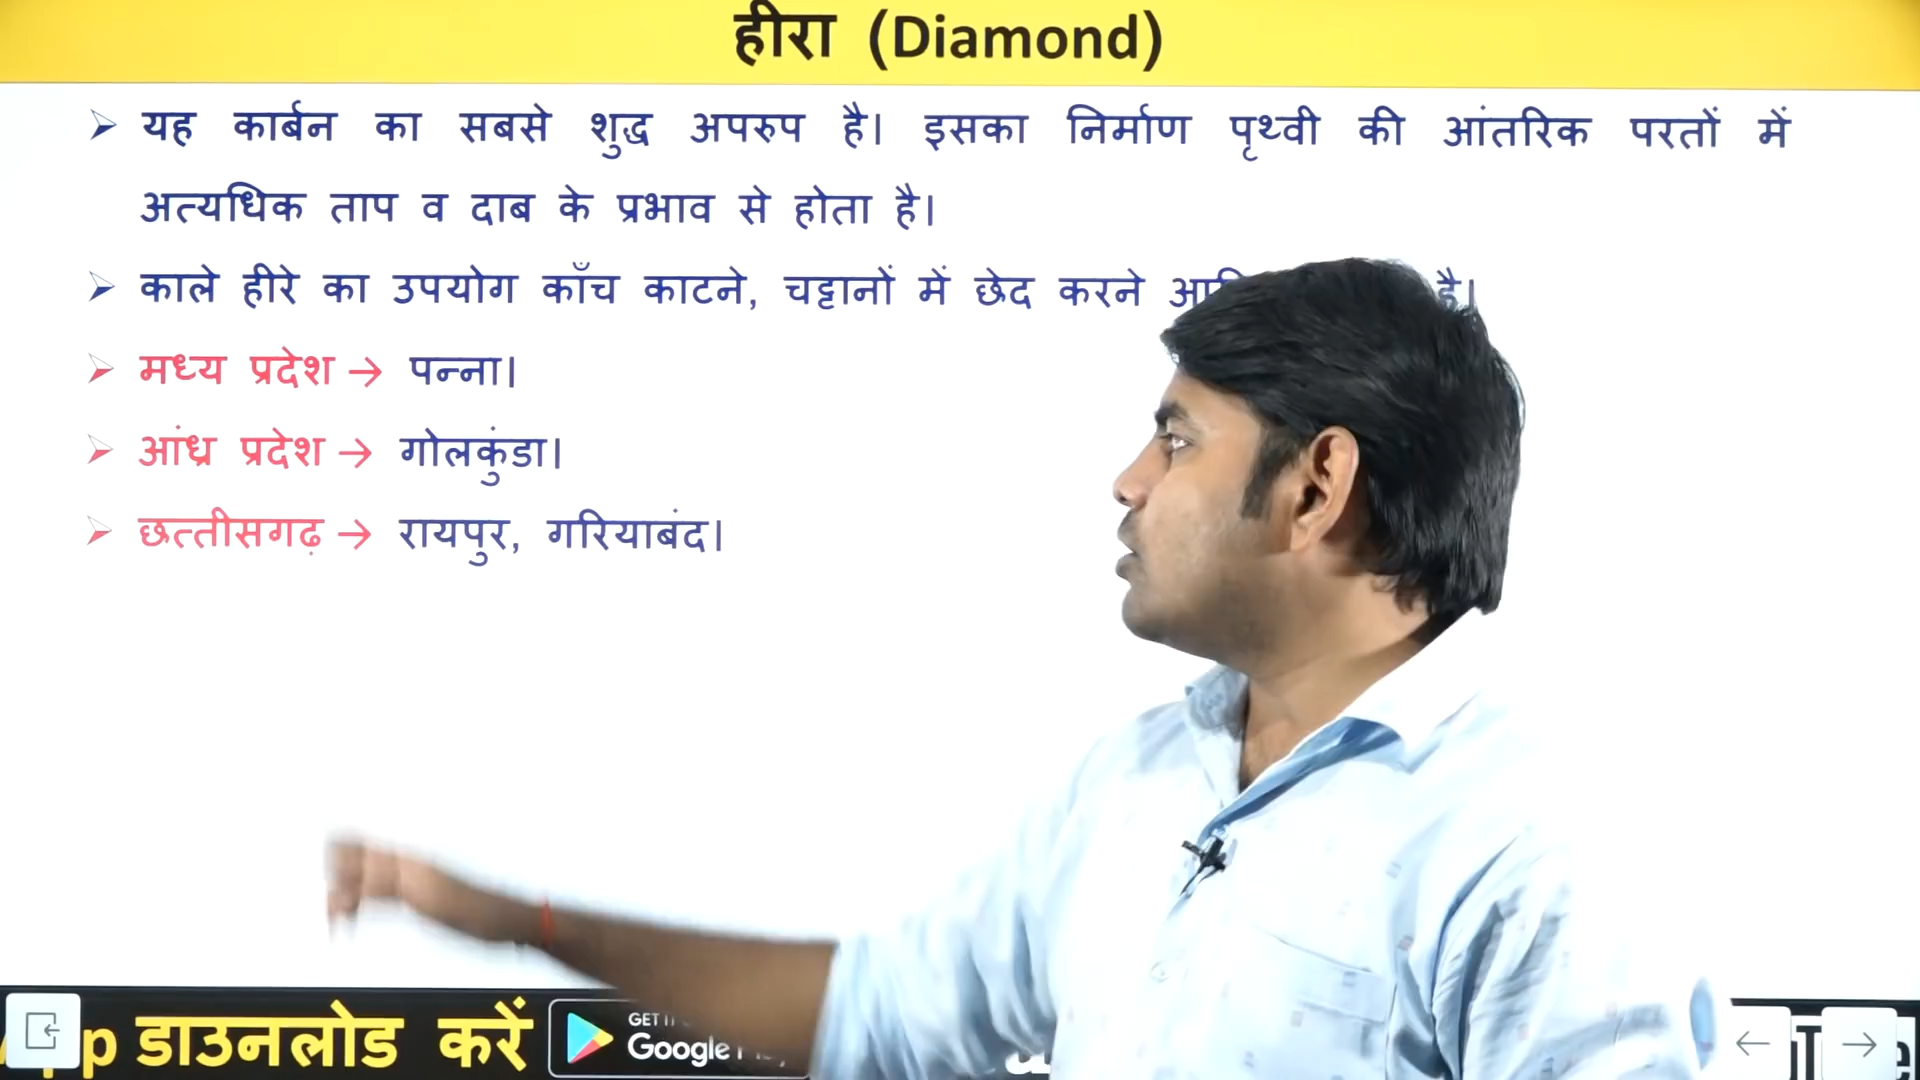 हीरा (Diamond)
➢ यह कार्बन का सबसे शुद्ध अपरुप है। इसका निर्माण पृथ्वी की आंतरिक परतों में
अत्यधिक ताप व दाब के प्रभाव से होता है।
➢ काले हीरे का उपयोग काँच काटने, चट्टानों में छेद करने है।
➢ मध्य प्रदेश → पन्ना।
➢ आंध्र प्रदेश → गोलकुंडा।
➢ छत्तीसगढ़ → रायपुर, गरियाबंद।
डाउनलोड करें
Google